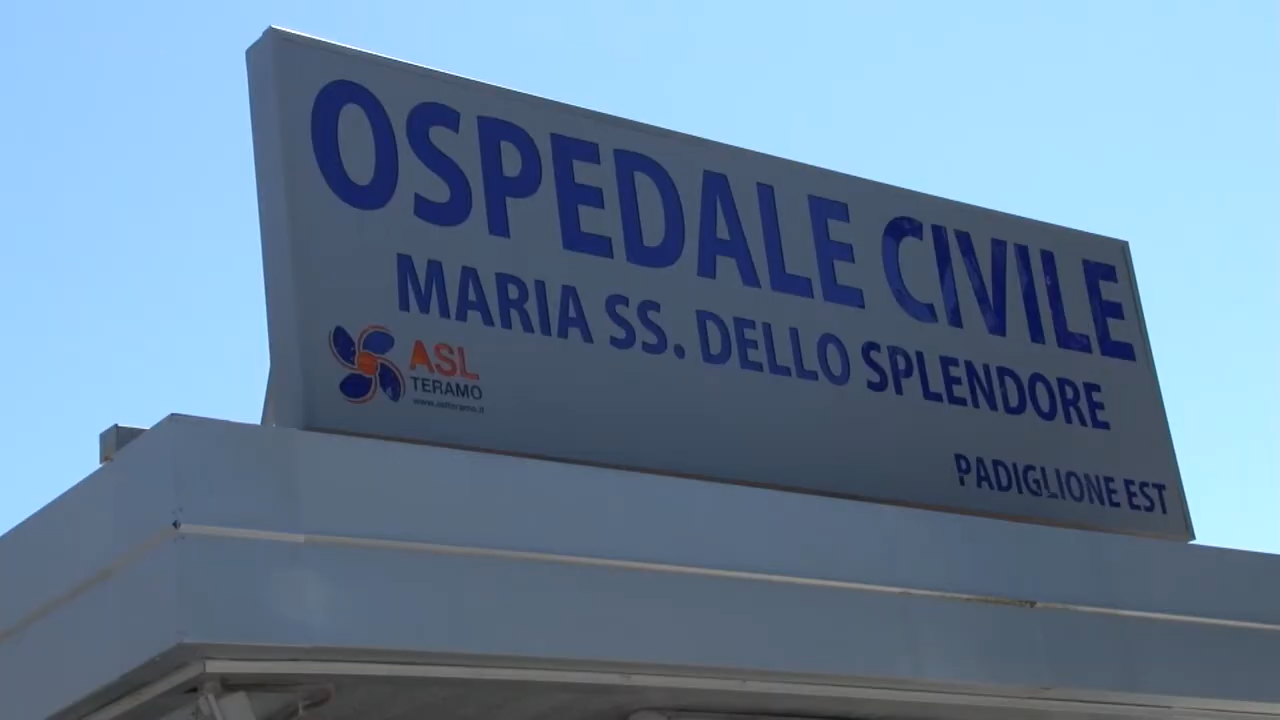 OSPEDALE CIVILE
MARIA SS. DELLO SPLENDORE
ASL
TERAMO
www.aslteramo.it
PADIGLIONE EST